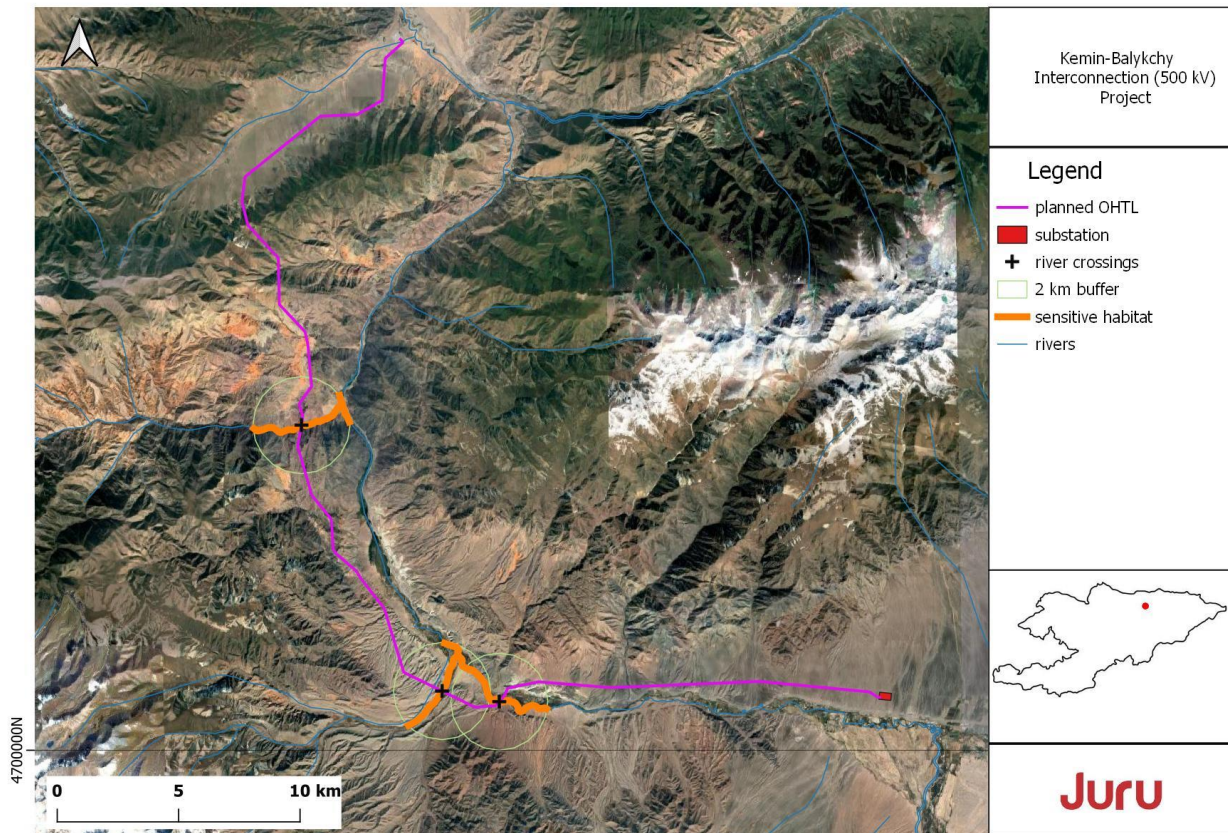 Kemin-Balykchy
Interconnection (500 kV)
Project
Legend
planned OHTL
substation
river crossings
2 km buffer
sensitive habitat
rivers
4700000N
0 5 10 km
Juru